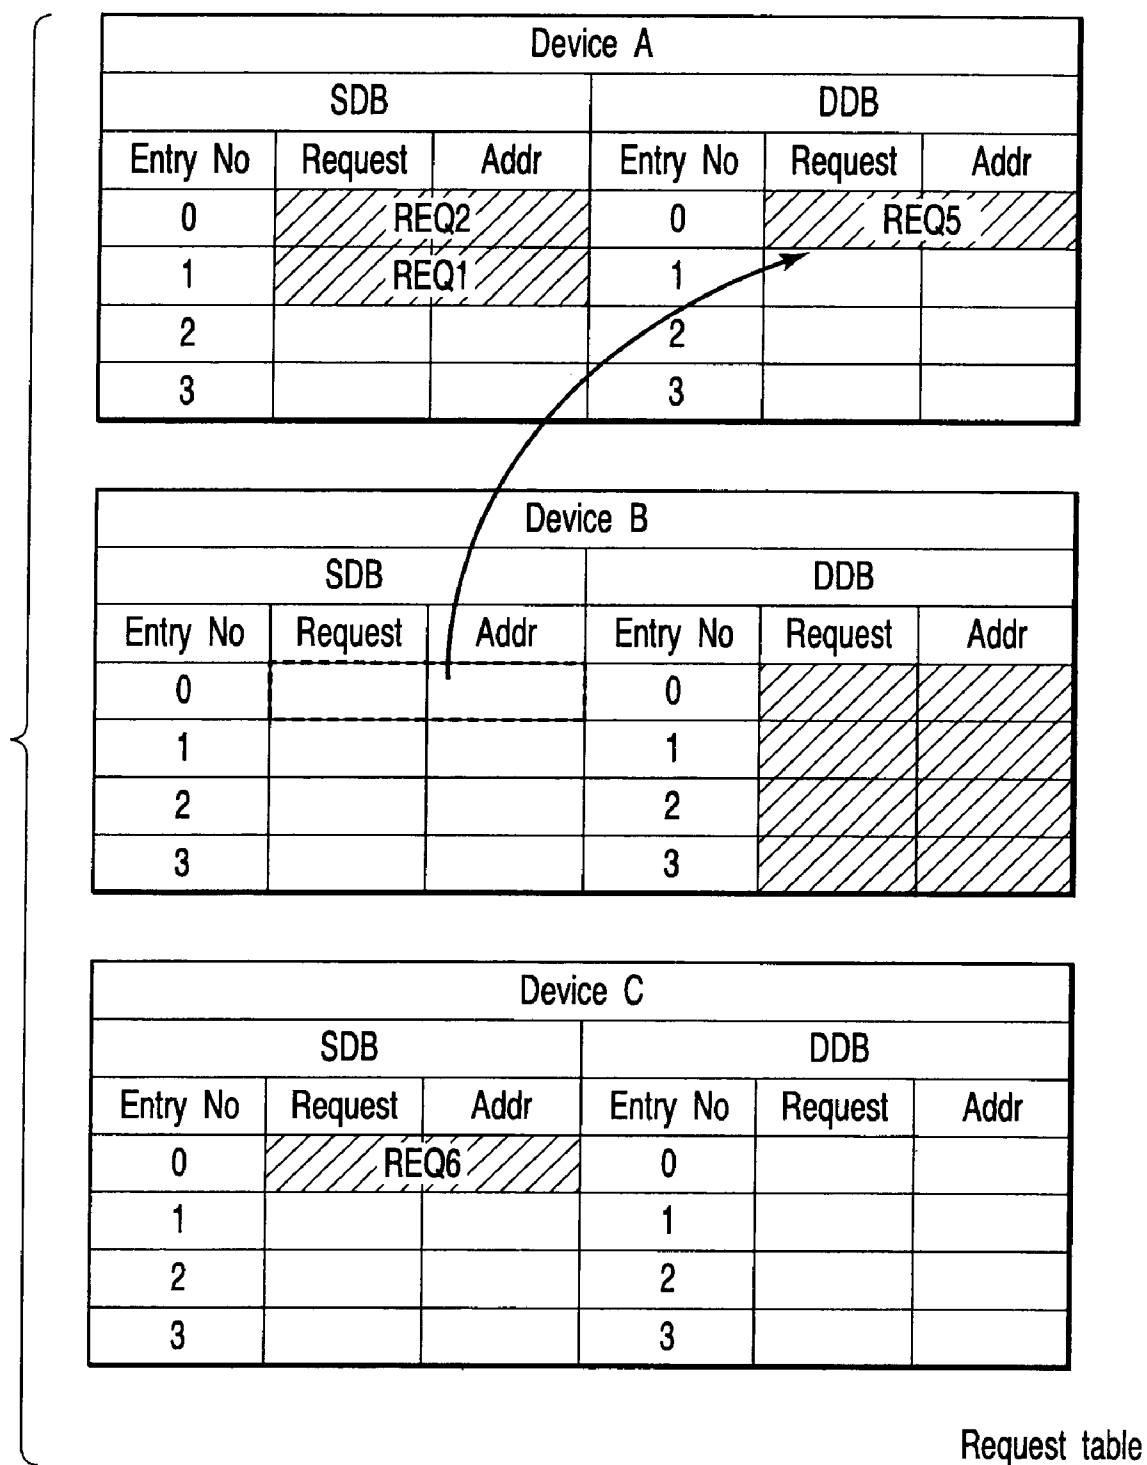 Device A
SDB DDB
Entry No Request Addr Entry No Request Addr
0 REQ2 0 REQ5
1 REQ1 1
2 2
3 3
Device B
SDB DDB
Entry No Request Addr Entry No Request Addr
0 0
1 1
2 2
3 3
Device C
SDB DDB
Entry No Request Addr Entry No Request Addr
0 REQ6 0
1 1
2 2
3 3
Request table